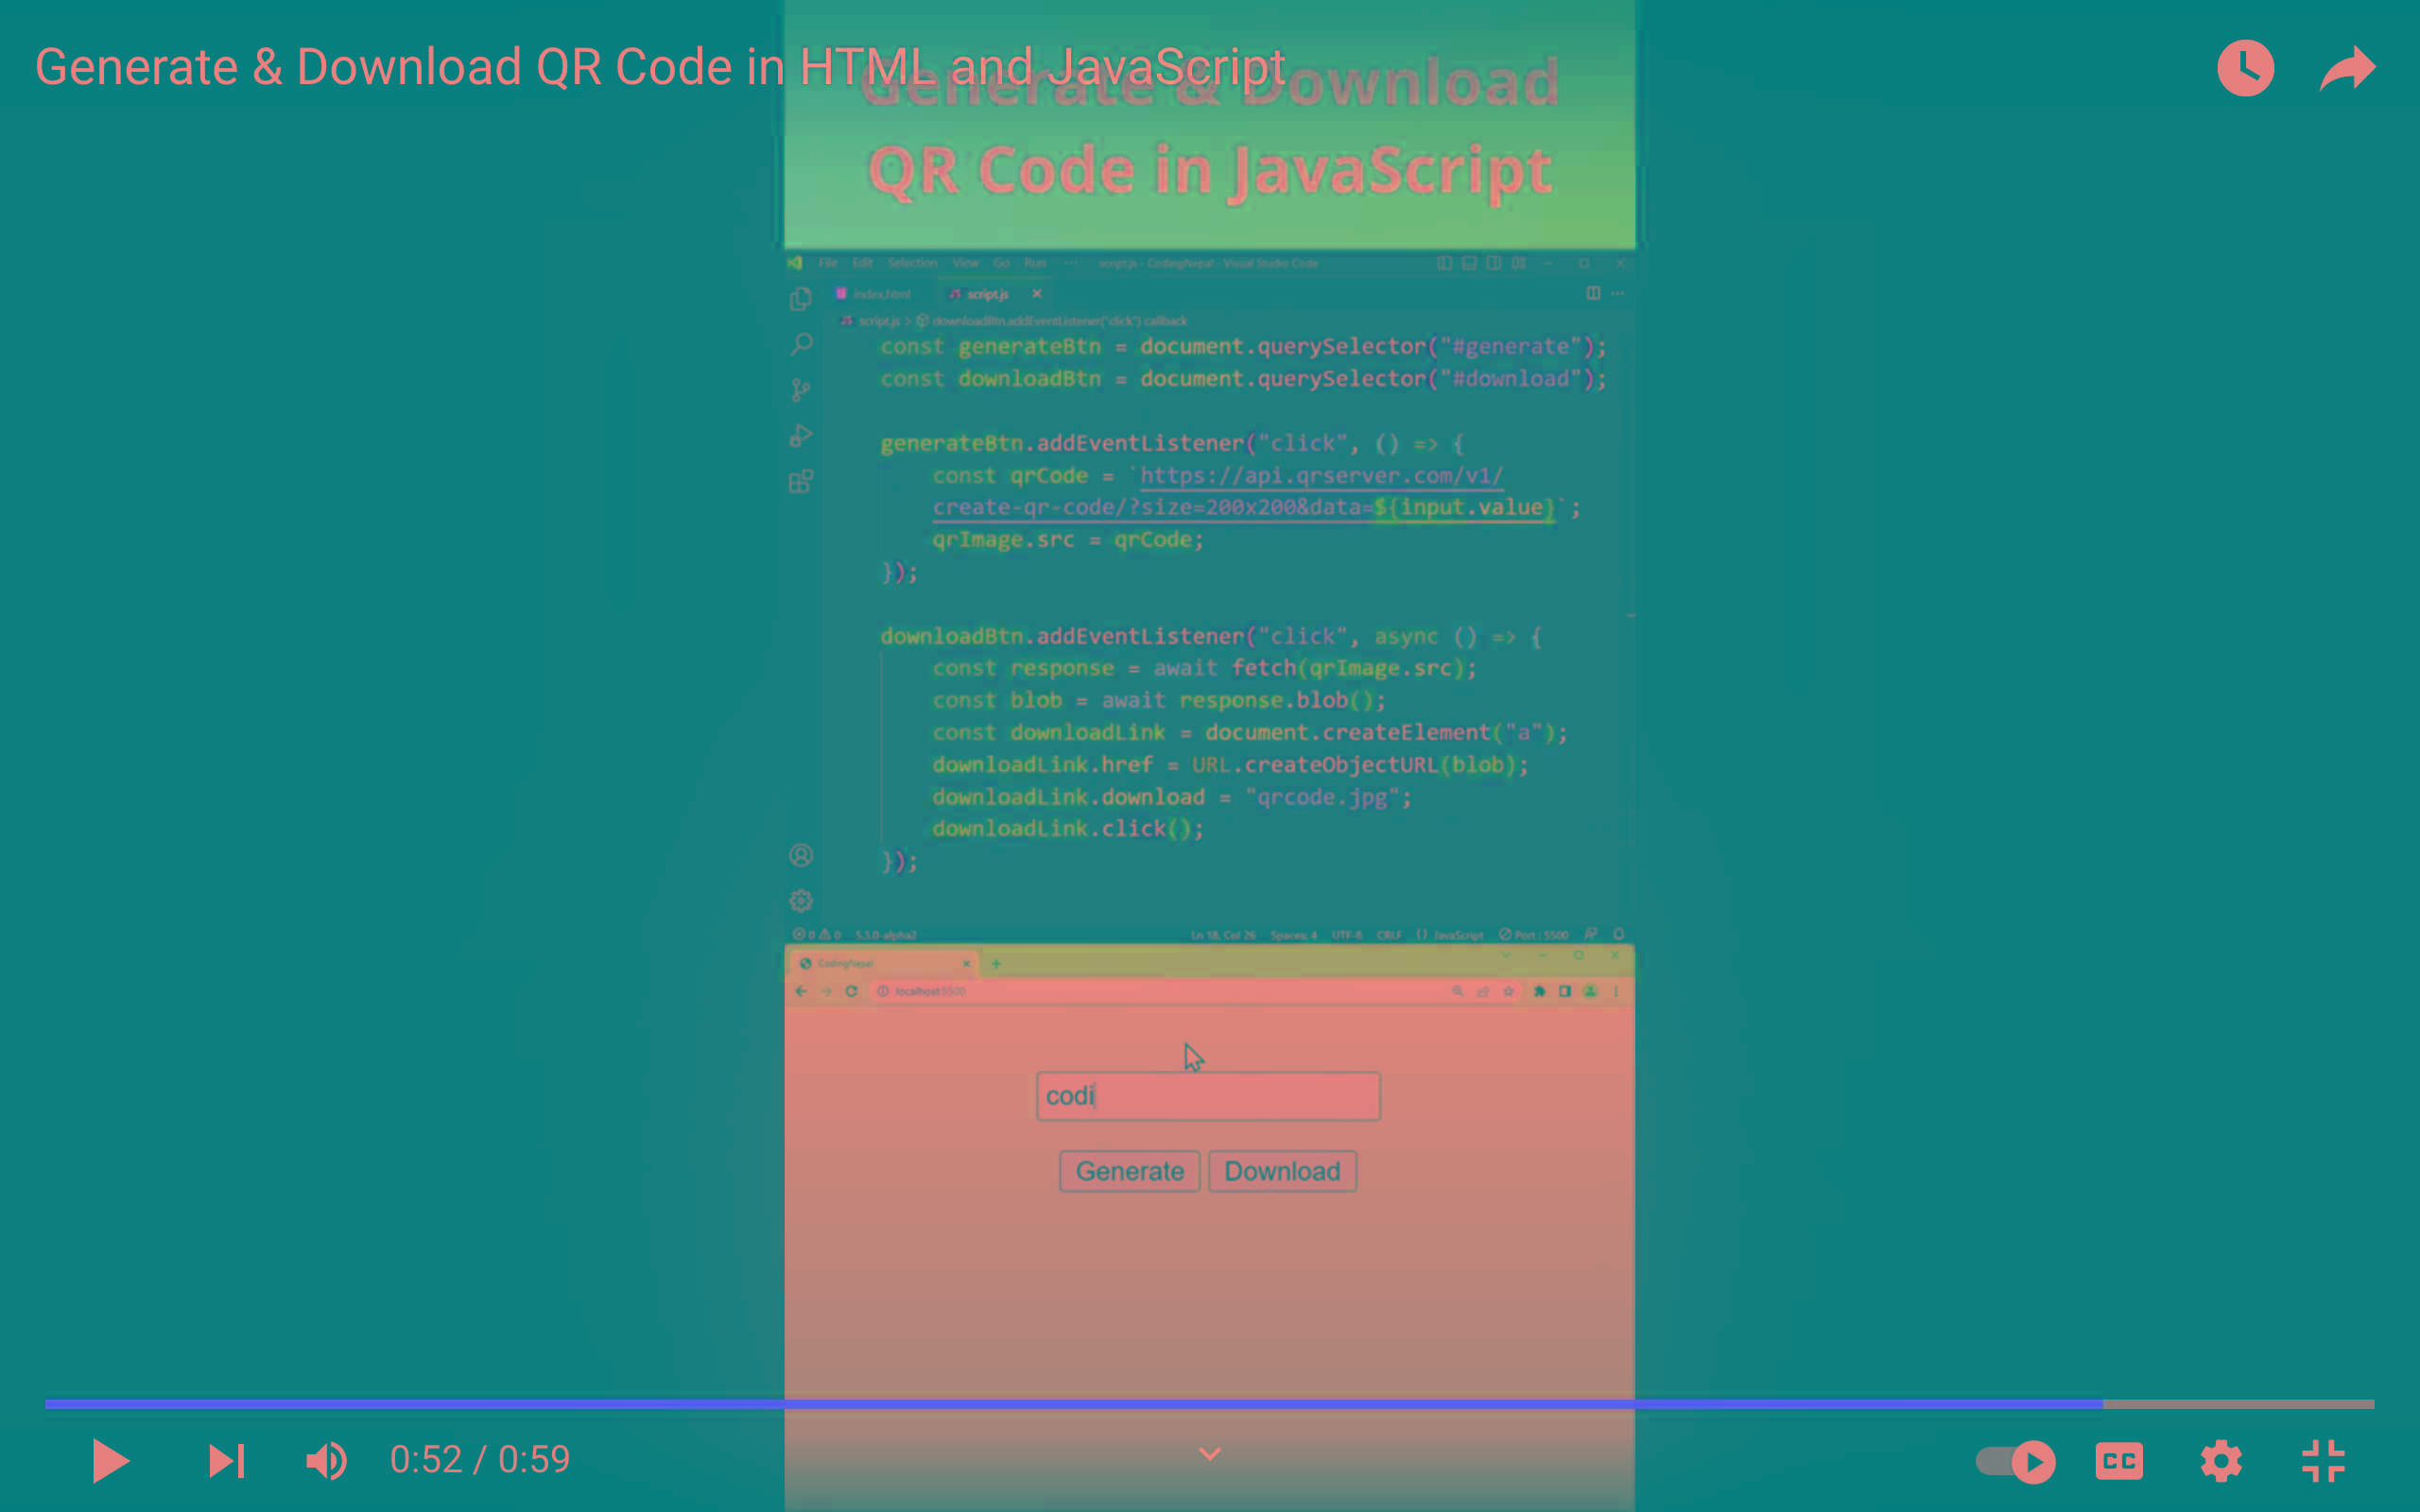 Generate & Download QR Code in HTML and JavaScript
Generate & Download
QR Code in JavaScript
File Edit Selection View Go Run ... script.js - CodingNepal - Visual Studio Code
index.html JS script.js
JS script.js > downloadBtn.addEventListener("click") callback
const generateBtn = document.querySelector("#generate");
const downloadBtn = document.querySelector("#download");
generateBtn.addEventListener("click", () => {
const qrCode = `https://api.qrserver.com/v1/
create-qr-code/?size=200x200&data=${input.value}`;
qrImage.src = qrCode;
});
downloadBtn.addEventListener("click", async () => {
const response = await fetch(qrImage.src);
const blob = await response.blob();
const downloadLink = document.createElement("a");
downloadLink.href = URL.createObjectURL(blob);
downloadLink.download = "qrcode.jpg";
downloadLink.click();
});
0 0 5.3.0-alpha2 Ln 18, Col 26 Spaces: 4 UTF-8 CRLF {} JavaScript Port : 5500
CodingNepal
localhost:5500
codi
Generate Download
0:52 / 0:59 CC